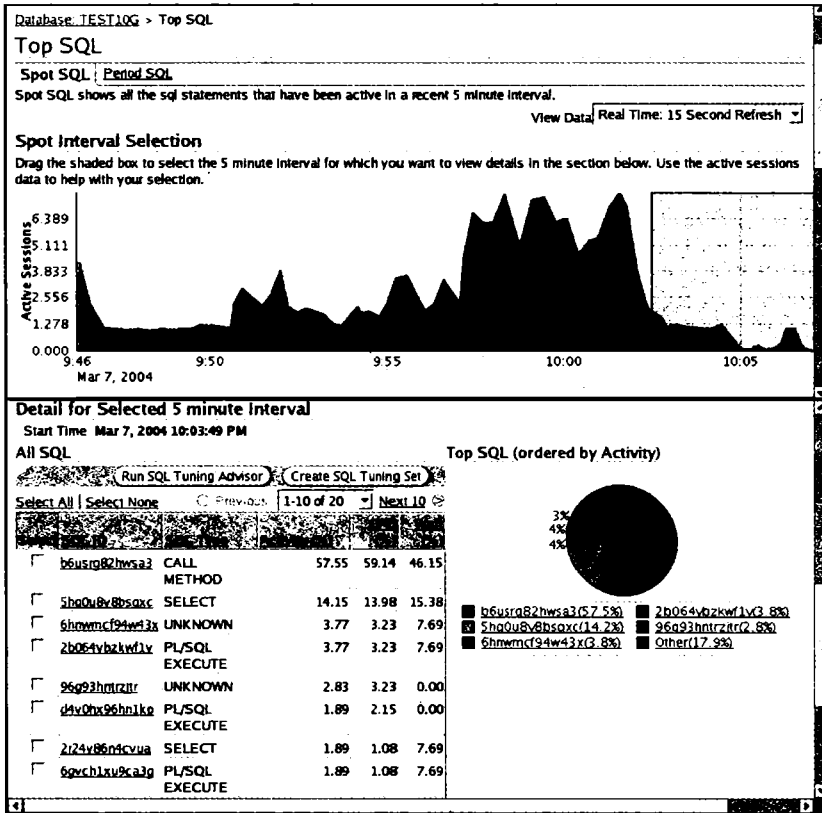 Database: TEST10G > Top SQL
Top SQL
Spot SQL Period SQL
Spot SQL shows all the sql statements that have been active in a recent 5 minute interval.
View Data Real Time: 15 Second Refresh
Spot Interval Selection
Drag the shaded box to select the 5 minute interval for which you want to view details in the section below. Use the active sessions
data to help with your selection.
Active Sessions
6.389
5.111
3.833
2.556
1.278
0.000
9:46 9:50 9:55 10:00 10:05
Mar 7, 2004
Detail for Selected 5 minute Interval
Start Time Mar 7, 2004 10:03:49 PM
All SQL
Run SQL Tuning Advisor Create SQL Tuning Set
Select All | Select None Previous 1-10 of 20 Next 10
b6usrg82hwsa3 CALL METHOD 57.55 59.14 46.15
5hq0u8v8bsqxc SELECT 14.15 13.98 15.38
6hnwmcf94w43x UNKNOWN 3.77 3.23 7.69
2b064vbzkwf1v PL/SQL EXECUTE 3.77 3.23 7.69
96g93hntrzjtr UNKNOWN 2.83 3.23 0.00
d4v0hx96hn1kp PL/SQL EXECUTE 1.89 2.15 0.00
2r24v86n4cvua SELECT 1.89 1.08 7.69
6gvch1xu9ca3g PL/SQL EXECUTE 1.89 1.08 7.69
Top SQL (ordered by Activity)
3%
4%
4%
b6usrg82hwsa3(57.5%) 2b064vbzkwf1v(3.8%)
5hq0u8v8bsqxc(14.2%) 96g93hntrzjtr(2.8%)
6hnwmcf94w43x(3.8%) Other(17.9%)